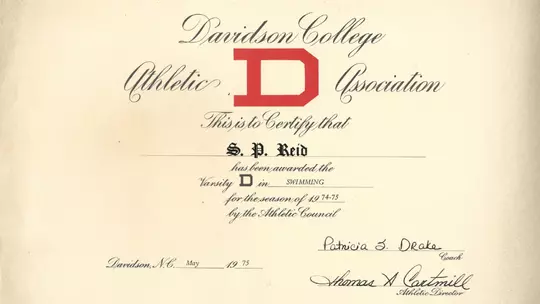 Davidson College
Athletic D Association
This is to Certify that
S. P. Reid
has been awarded the
Varsity D in SWIMMING
for the season of 1974-75
by the Athletic Council
Patricia J. Drake
Coach
Davidson, N.C. May 1975
Thomas A Cartmill
Athletic Director